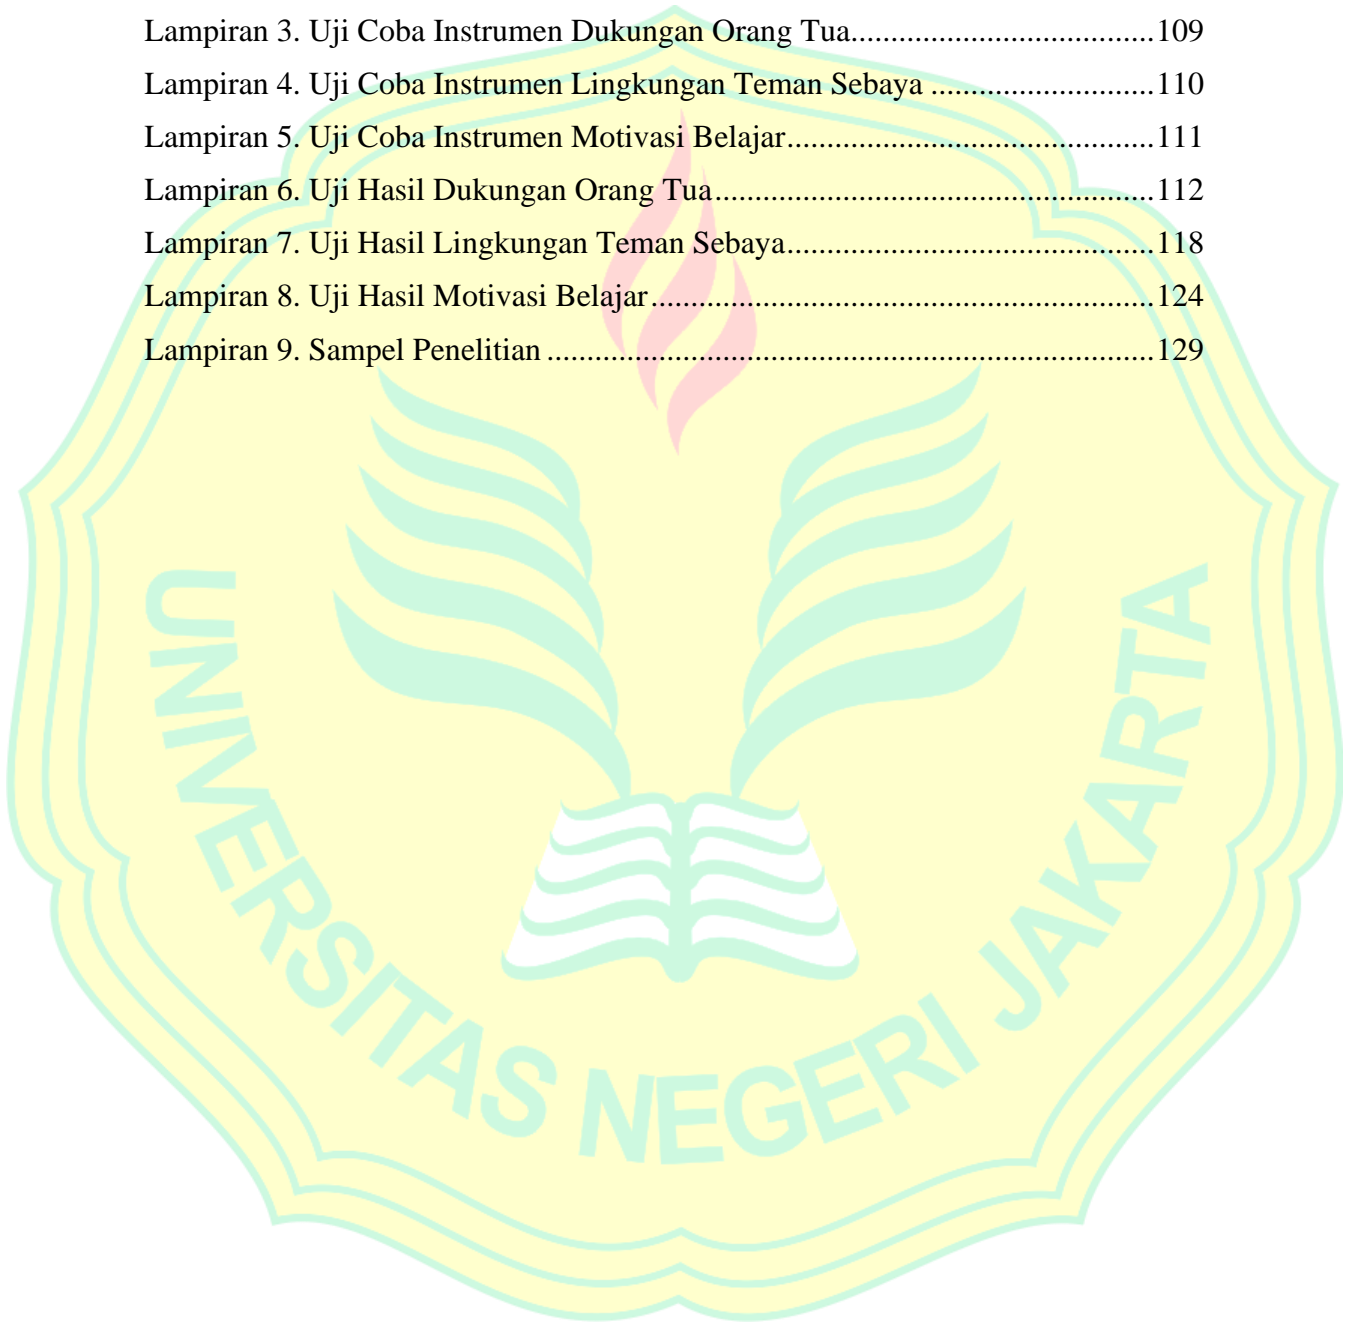 Lampiran 3. Uji Coba Instrumen Dukungan Orang Tua......................................109
Lampiran 4. Uji Coba Instrumen Lingkungan Teman Sebaya ............................110
Lampiran 5. Uji Coba Instrumen Motivasi Belajar..............................................111
Lampiran 6. Uji Hasil Dukungan Orang Tua.......................................................112
Lampiran 7. Uji Hasil Lingkungan Teman Sebaya..............................................118
Lampiran 8. Uji Hasil Motivasi Belajar...............................................................124
Lampiran 9. Sampel Penelitian ............................................................................129
UNIVERSITAS NEGERI JAKARTA